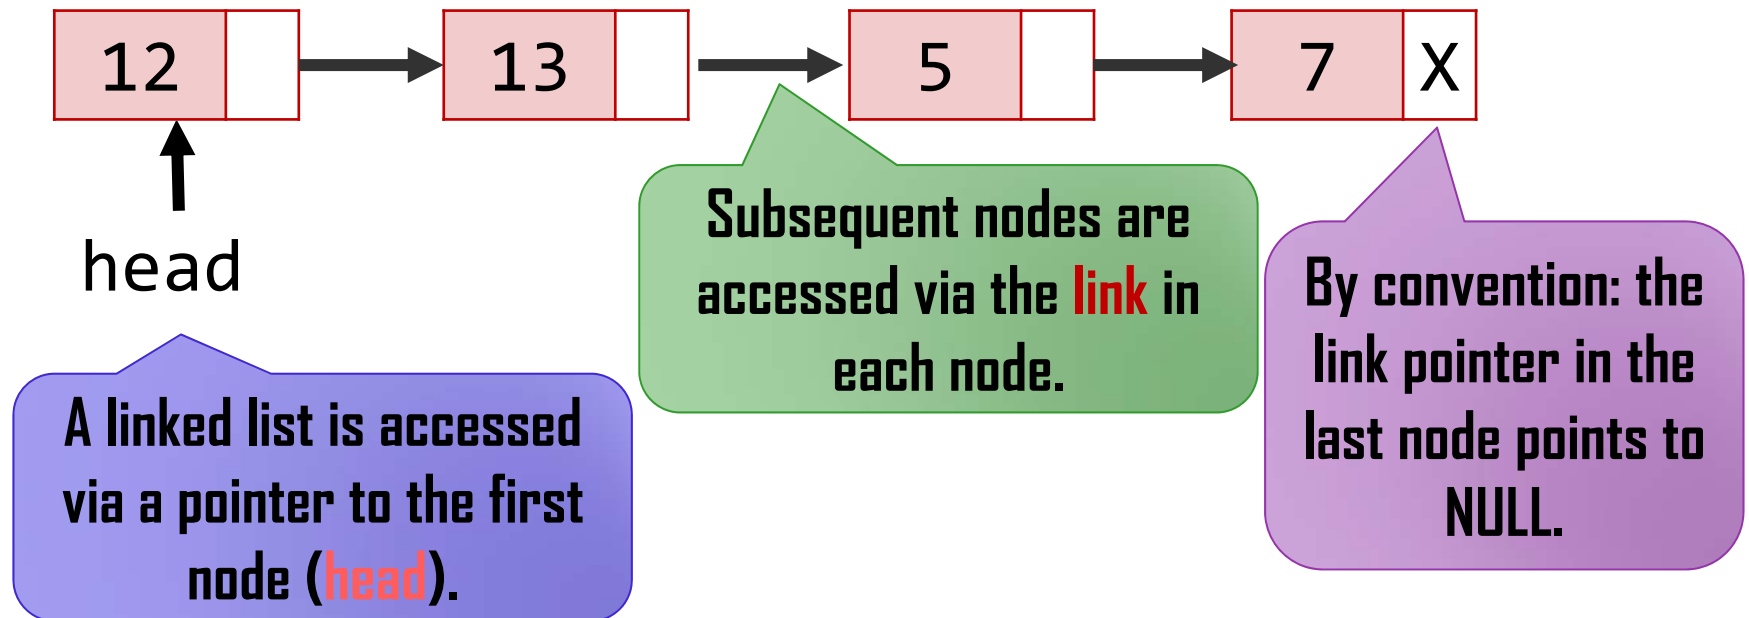 12 13 5 7 X
head
Subsequent nodes are
accessed via the link in
each node.
By convention: the
link pointer in the
last node points to
NULL.
A linked list is accessed
via a pointer to the first
node (head).